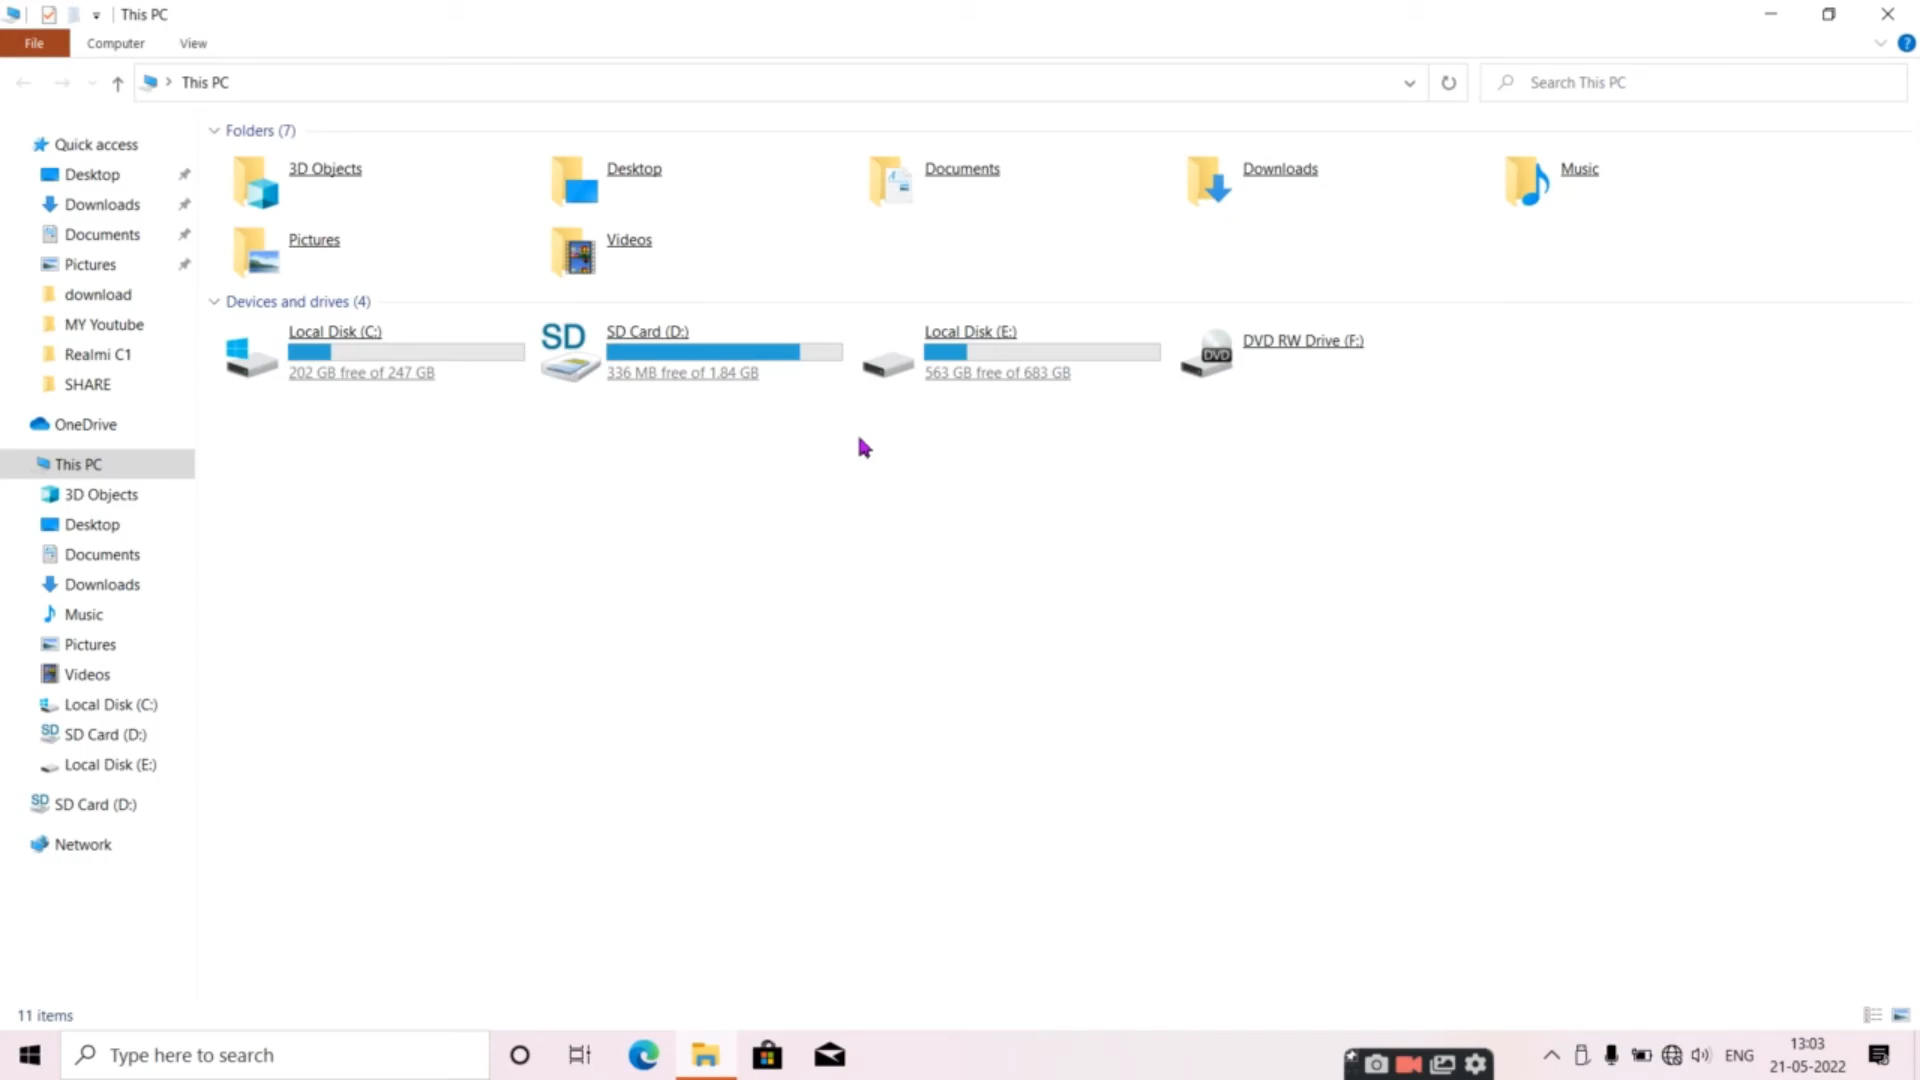 This PC
File Computer View
This PC
Search This PC
Quick access
Desktop
Downloads
Documents
Pictures
download
MY Youtube
Realmi C1
SHARE
OneDrive
This PC
3D Objects
Desktop
Documents
Downloads
Music
Pictures
Videos
Local Disk (C:)
SD Card (D:)
Local Disk (E:)
SD Card (D:)
Network
Folders (7)
3D Objects
Desktop
Documents
Downloads
Music
Pictures
Videos
Devices and drives (4)
Local Disk (C:)
202 GB free of 247 GB
SD
SD Card (D:)
336 MB free of 1.84 GB
Local Disk (E:)
563 GB free of 683 GB
DVD
DVD RW Drive (F:)
11 items
Type here to search
ENG
13:03
21-05-2022